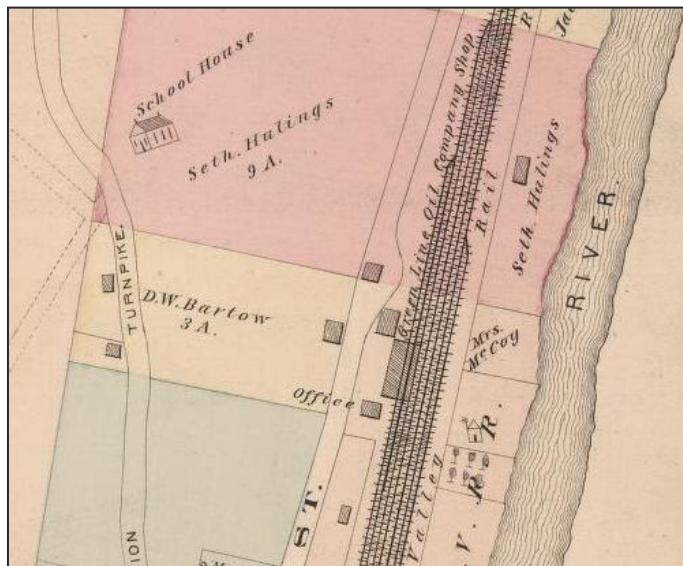 School House
Seth. Hulings
9 A.
Green Line Oil Company Shop
Rail
Seth. Hulings
RIVER.
TURNPIKE.
D.W. Bartow
3 A.
Mrs.
McCoy
Office
R.
R.
V.
Valley
ST.
ION